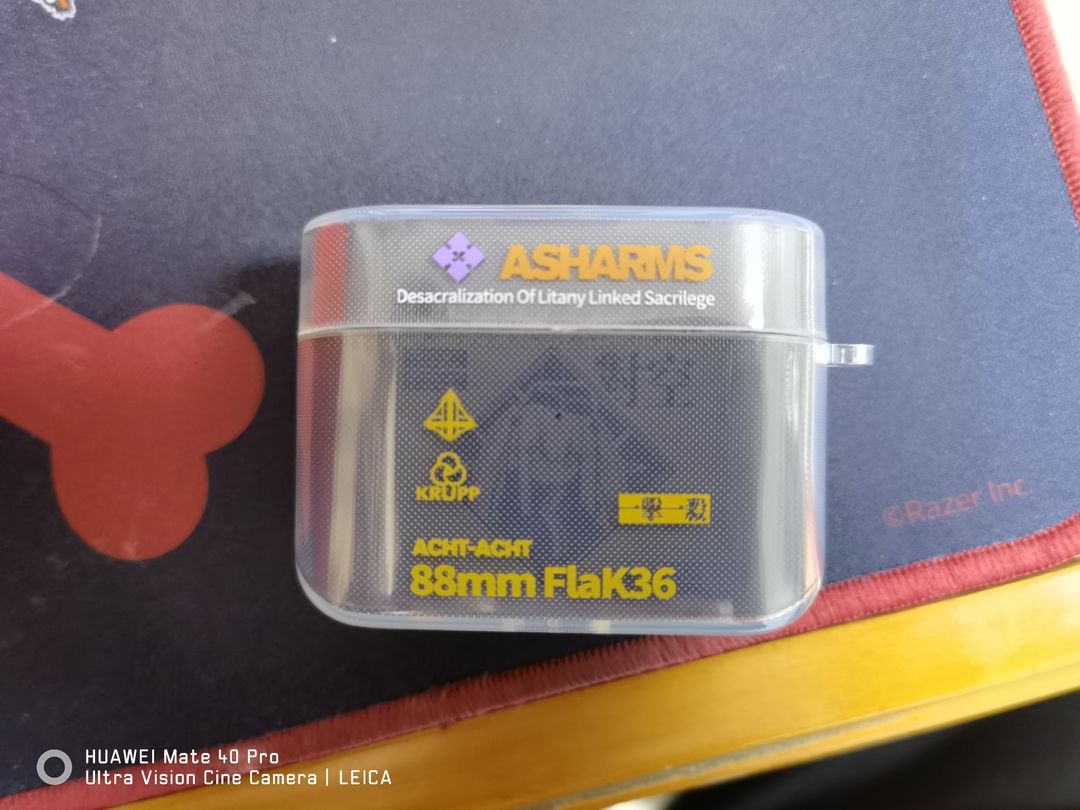 ASHARMS
Desacralization Of Litany Linked Sacrilege
KRUPP
一撃一殺
ACHT-ACHT
88mm FlaK36
©Razer Inc.
HUAWEI Mate 40 Pro
Ultra Vision Cine Camera | LEICA